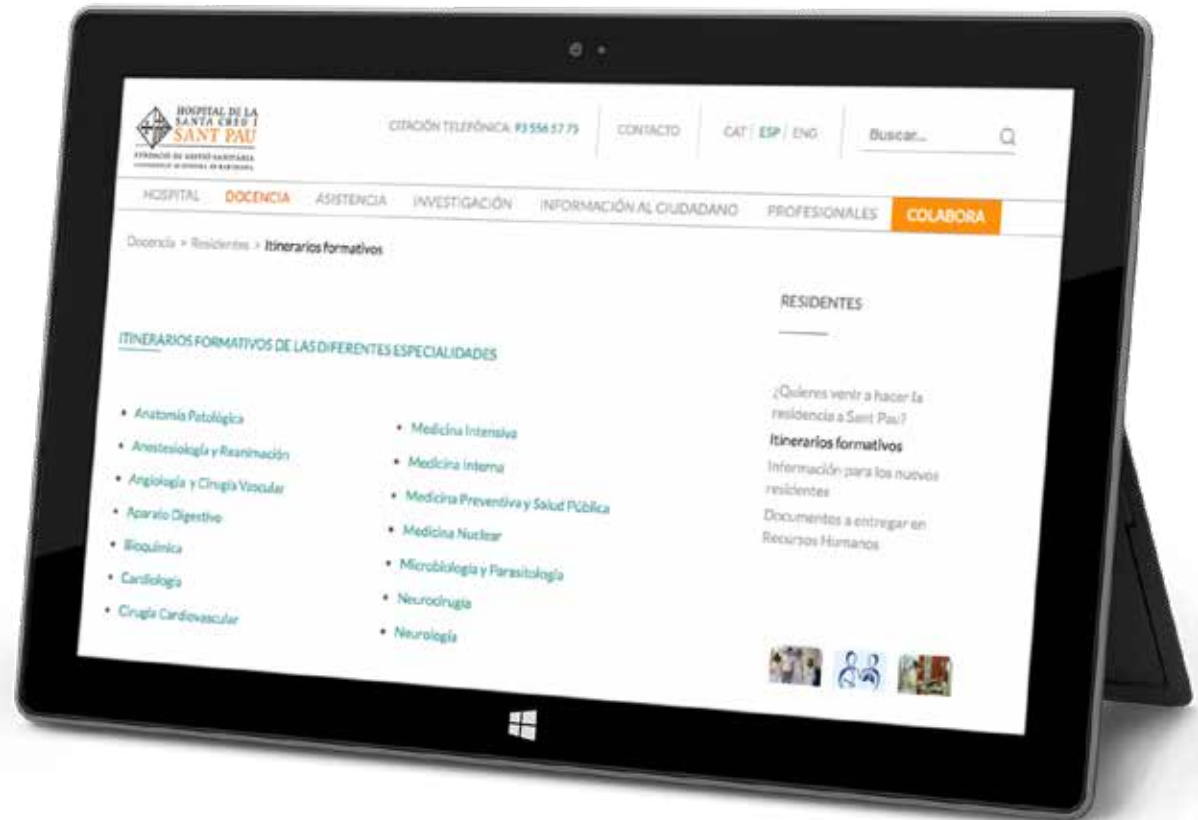 HOSPITAL DE LA
SANTA CREU I
SANT PAU
FUNDACIÓ DE GESTIÓ SANITÀRIA
CITACIÓN TELEFÓNICA: 93 556 57 75
CONTACTO
CAT | ESP | ENG
Buscar...
HOSPITAL DOCENCIA ASISTENCIA INVESTIGACIÓN INFORMACIÓN AL CIUDADANO PROFESIONALES COLABORA
Docencia > Residentes > Itinerarios formativos
ITINERARIOS FORMATIVOS DE LAS DIFERENTES ESPECIALIDADES
• Anatomía Patológica
• Anestesiología y Reanimación
• Angiología y Cirugía Vascular
• Aparato Digestivo
• Bioquímica
• Cardiología
• Cirugía Cardiovascular
• Medicina Intensiva
• Medicina Interna
• Medicina Preventiva y Salud Pública
• Medicina Nuclear
• Microbiología y Parasitología
• Neurocirugía
• Neurología
RESIDENTES
¿Quieres venir a hacer la
residencia a Sant Pau?
Itinerarios formativos
Información para los nuevos
residentes
Documentos a entregar en
Recursos Humanos